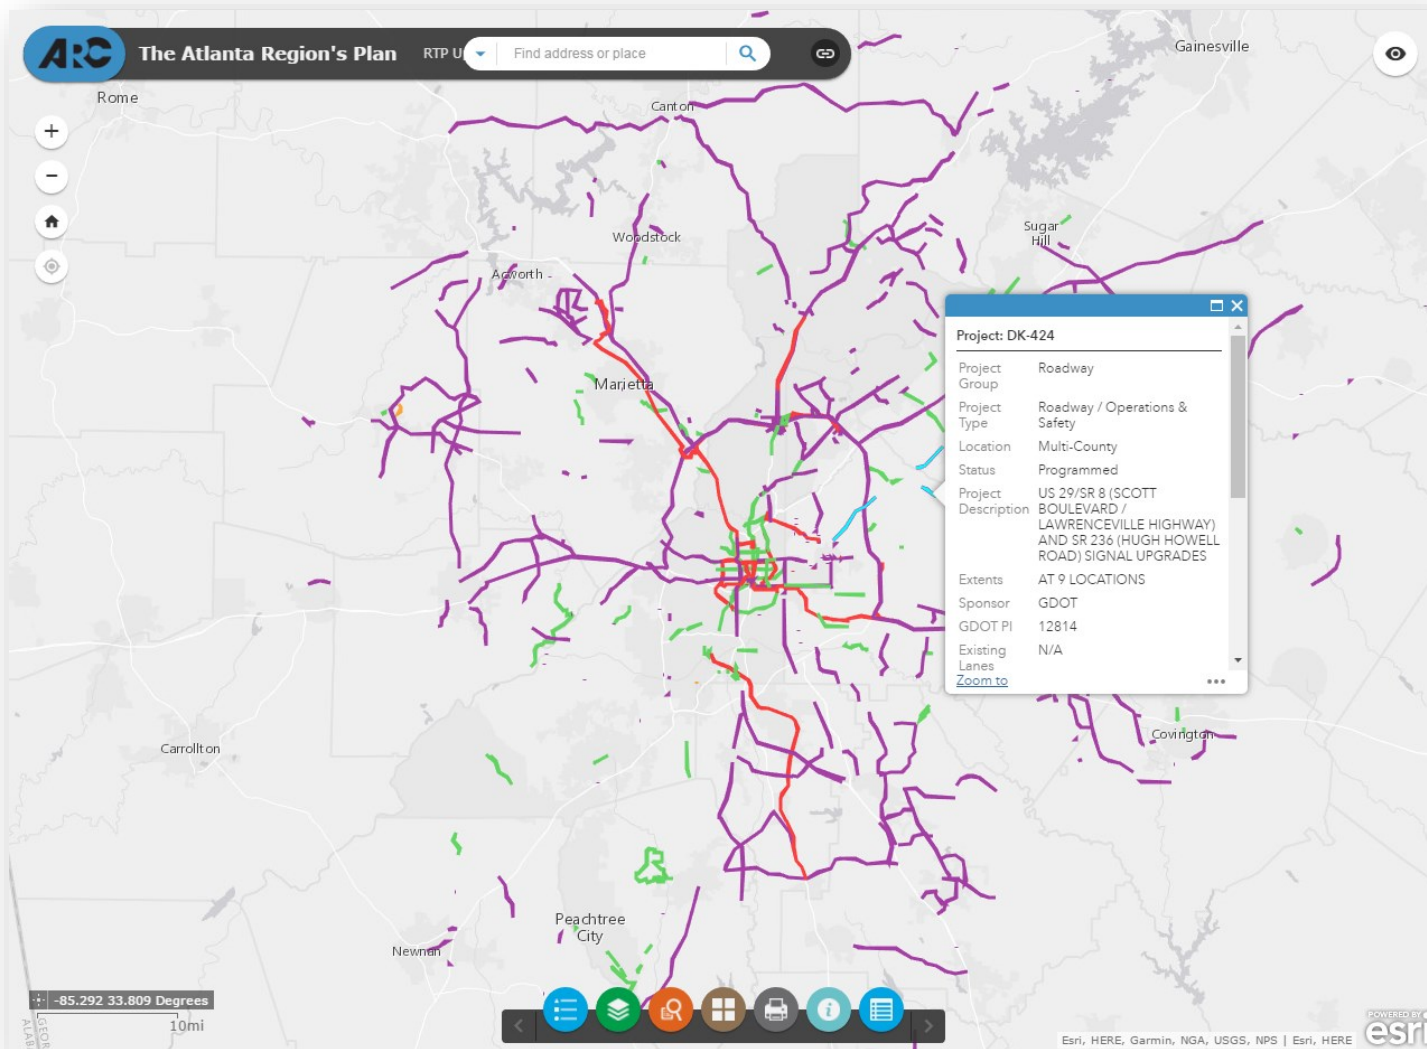 ARC The Atlanta Region's Plan RTP U Find address or place
Gainesville
Rome
Canton
Sugar
Hill
Woodstock
Acworth
Project: DK-424
Project Group Roadway
Marietta
Project Type Roadway / Operations & Safety
Location Multi-County
Status Programmed
Project Description US 29/SR 8 (SCOTT
BOULEVARD /
LAWRENCEVILLE HIGHWAY)
AND SR 236 (HUGH HOWELL
ROAD) SIGNAL UPGRADES
Extents AT 9 LOCATIONS
Sponsor GDOT
GDOT PI 12814
Existing Lanes N/A
Zoom to
Carrollton
Covington
Peachtree
City
Newnan
-85.292 33.809 Degrees
10mi
GEOR
ALAB
POWERED BY
esri
Esri, HERE, Garmin, NGA, USGS, NPS | Esri, HERE